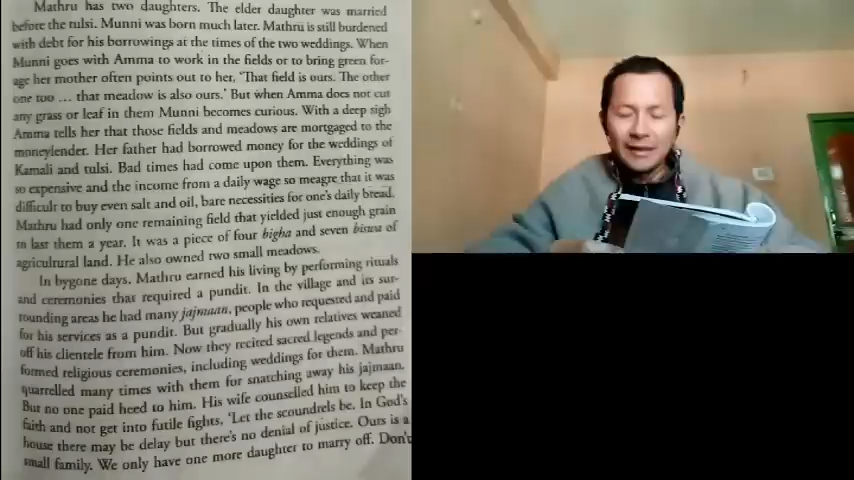 Mathru has two daughters. The elder daughter was married
before the tulsi. Munni was born much later. Mathru is still burdened
with debt for his borrowings at the times of the two weddings. When
Munni goes with Amma to work in the fields or to bring green for-
age her mother often points out to her, 'That field is ours. The other
one too ... that meadow is also ours.' But when Amma does not cut
any grass or leaf in them Munni becomes curious. With a deep sigh
Amma tells her that those fields and meadows are mortgaged to the
moneylender. Her father had borrowed money for the weddings of
Kamali and tulsi. Bad times had come upon them. Everything was
so expensive and the income from a daily wage so meagre that it was
difficult to buy even salt and oil, bare necessities for one's daily bread.
Mathru had only one remaining field that yielded just enough grain
to last them a year. It was a piece of four bigha and seven biswa of
agricultural land. He also owned two small meadows.
In bygone days, Mathru earned his living by performing rituals
and ceremonies that required a pundit. In the village and its sur-
rounding areas he had many jajmaan, people who requested and paid
for his services as a pundit. But gradually his own relatives weaned
off his clientele from him. Now they recited sacred legends and per-
formed religious ceremonies, including weddings for them. Mathru
quarrelled many times with them for snatching away his jajmaan.
But no one paid heed to him. His wife counselled him to keep the
faith and not get into futile fights, 'Let the scoundrels be. In God's
house there may be delay but there's no denial of justice. Ours is a
small family. We only have one more daughter to marry off. Don't